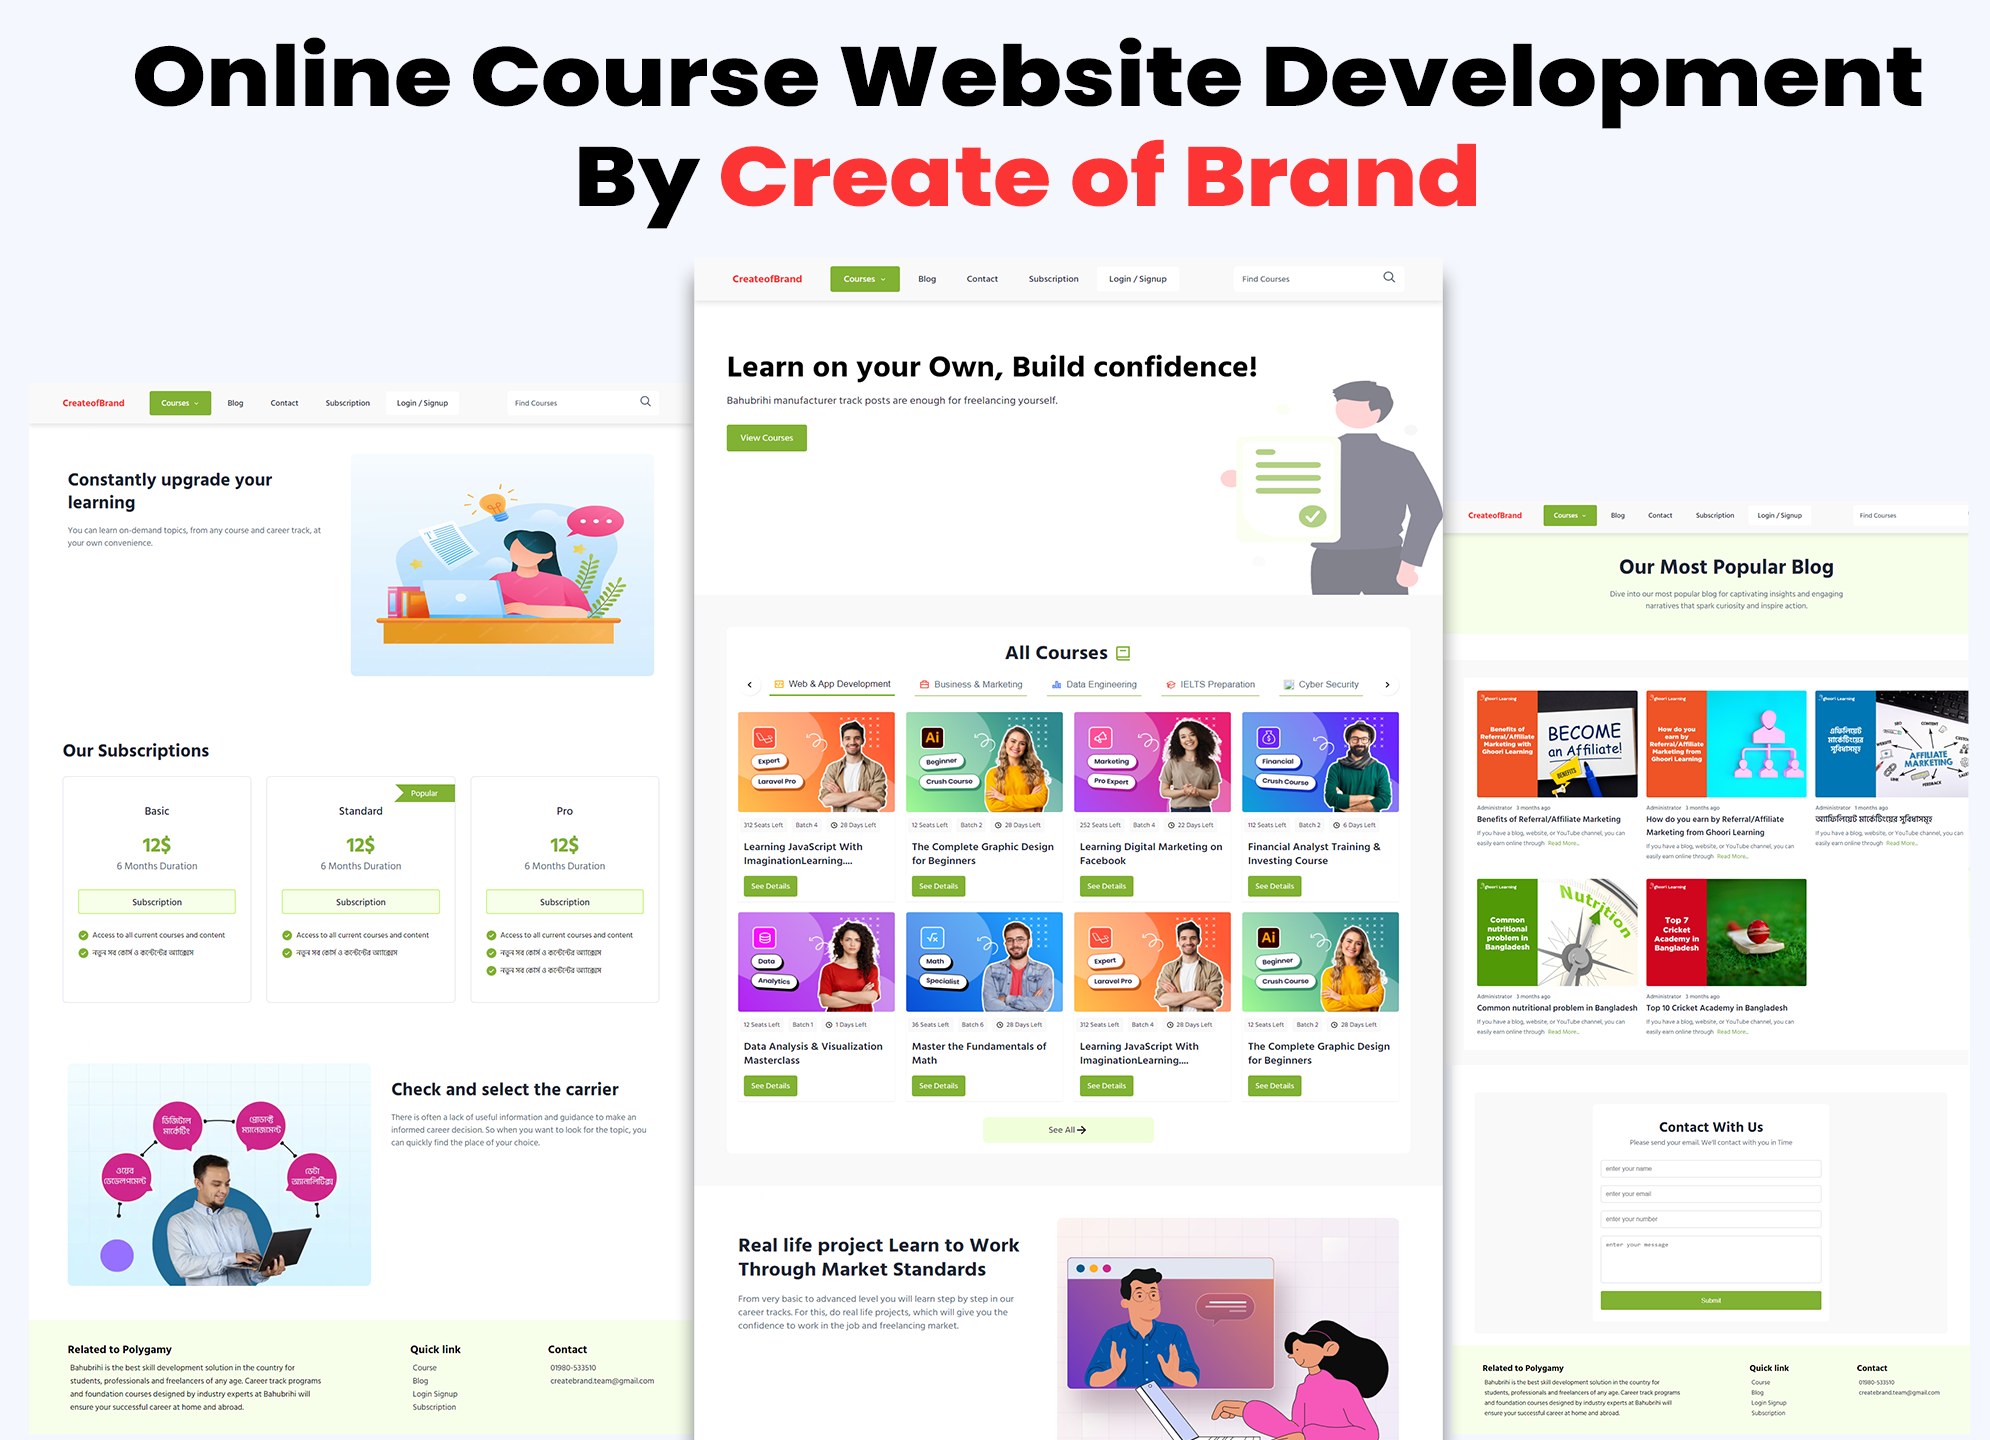 Online Course Website Development
By Create of Brand
CreateofBrand
Courses
Blog
Contact
Subscription
Login / Signup
Find Courses
Constantly upgrade your
learning
You can learn on-demand topics, from any course and career track, at
your own convenience.
Our Subscriptions
Basic
12$
6 Months Duration
Subscription
Access to all current courses and content
নতুন সব কোর্স ও কন্টেন্টের অ্যাক্সেস
Popular
Standard
12$
6 Months Duration
Subscription
Access to all current courses and content
নতুন সব কোর্স ও কন্টেন্টের অ্যাক্সেস
Pro
12$
6 Months Duration
Subscription
Access to all current courses and content
নতুন সব কোর্স ও কন্টেন্টের অ্যাক্সেস
নতুন সব কোর্স ও কন্টেন্টের অ্যাক্সেস
ডিজিটাল
মার্কেটিং
প্রোডাক্ট
ম্যানেজমেন্ট
ওয়েব
ডেভেলপমেন্ট
ডেটা
অ্যানালিটিক্স
Check and select the carrier
There is often a lack of useful information and guidance to make an
informed career decision. So when you want to look for the topic, you
can quickly find the place of your choice.
Related to Polygamy
Bahubrihi is the best skill development solution in the country for
students, professionals and freelancers of any age. Career track programs
and foundation courses designed by industry experts at Bahubrihi will
ensure your successful career at home and abroad.
Quick link
Course
Blog
Login Signup
Subscription
Contact
01980-533510
createbrand.team@gmail.com
CreateofBrand
Courses
Blog
Contact
Subscription
Login / Signup
Find Courses
Learn on your Own, Build confidence!
Bahubrihi manufacturer track posts are enough for freelancing yourself.
View Courses
All Courses
Web & App Development
Business & Marketing
Data Engineering
IELTS Preparation
Cyber Security
Expert
Laravel Pro
312 Seats Left Batch 4 28 Days Left
Learning JavaScript With
ImaginationLearning....
See Details
Ai
Beginner
Crush Course
12 Seats Left Batch 2 28 Days Left
The Complete Graphic Design
for Beginners
See Details
Marketing
Pro Expert
252 Seats Left Batch 4 22 Days Left
Learning Digital Marketing on
Facebook
See Details
Financial
Crush Course
112 Seats Left Batch 2 6 Days Left
Financial Analyst Training &
Investing Course
See Details
Data
Analytics
12 Seats Left Batch 1 1 Days Left
Data Analysis & Visualization
Masterclass
See Details
√x
Math
Specialist
36 Seats Left Batch 6 28 Days Left
Master the Fundamentals of
Math
See Details
Expert
Laravel Pro
312 Seats Left Batch 4 28 Days Left
Learning JavaScript With
ImaginationLearning....
See Details
Ai
Beginner
Crush Course
12 Seats Left Batch 2 28 Days Left
The Complete Graphic Design
for Beginners
See Details
See All
Real life project Learn to Work
Through Market Standards
From very basic to advanced level you will learn step by step in our
career tracks. For this, do real life projects, which will give you the
confidence to work in the job and freelancing market.
CreateofBrand
Courses
Blog
Contact
Subscription
Login / Signup
Find Courses
Our Most Popular Blog
Dive into our most popular blog for captivating insights and engaging
narratives that spark curiosity and inspire action.
ghoori Learning
Benefits of
Referral/Affiliate
Marketing with
Ghoori Learning
BECOME
an Affiliate!
BENEFITS
Administrator 3 months ago
Benefits of Referral/Affiliate Marketing
If you have a blog, website, or YouTube channel, you can
easily earn online through Read More..
ghoori Learning
How do you
earn by
Referral/Affiliate
Marketing from
Ghoori Learning
Administrator 3 months ago
How do you earn by Referral/Affiliate
Marketing from Ghoori Learning
If you have a blog, website, or YouTube channel, you can
easily earn online through Read More..
ghoori Learning
এফিলিয়েট
মার্কেটিংয়ের
সুবিধাসমূহ
SEO
CONTENT
WEBSITE
AFFILIATE
MARKETING
LINK
FEEDBACK
Administrator 1 months ago
অ্যাফিলিয়েট মার্কেটিংয়ের সুবিধাসমূহ
If you have a blog, website, or YouTube channel, you can
easily earn online through Read More..
ghoori Learning
Common
nutritional
problem in
Bangladesh
Nutrition
Administrator 3 months ago
Common nutritional problem in Bangladesh
If you have a blog, website, or YouTube channel, you can
easily earn online through Read More..
ghoori Learning
Top 7
Cricket
Academy in
Bangladesh
Administrator 3 months ago
Top 10 Cricket Academy in Bangladesh
If you have a blog, website, or YouTube channel, you can
easily earn online through Read More..
Contact With Us
Please send your email. We'll contact with you in Time
enter your name
enter your email
enter your number
enter your message
Submit
Related to Polygamy
Bahubrihi is the best skill development solution in the country for
students, professionals and freelancers of any age. Career track programs
and foundation courses designed by industry experts at Bahubrihi will
ensure your successful career at home and abroad.
Quick link
Course
Blog
Login Signup
Subscription
Contact
01980-533510
createbrand.team@gmail.com